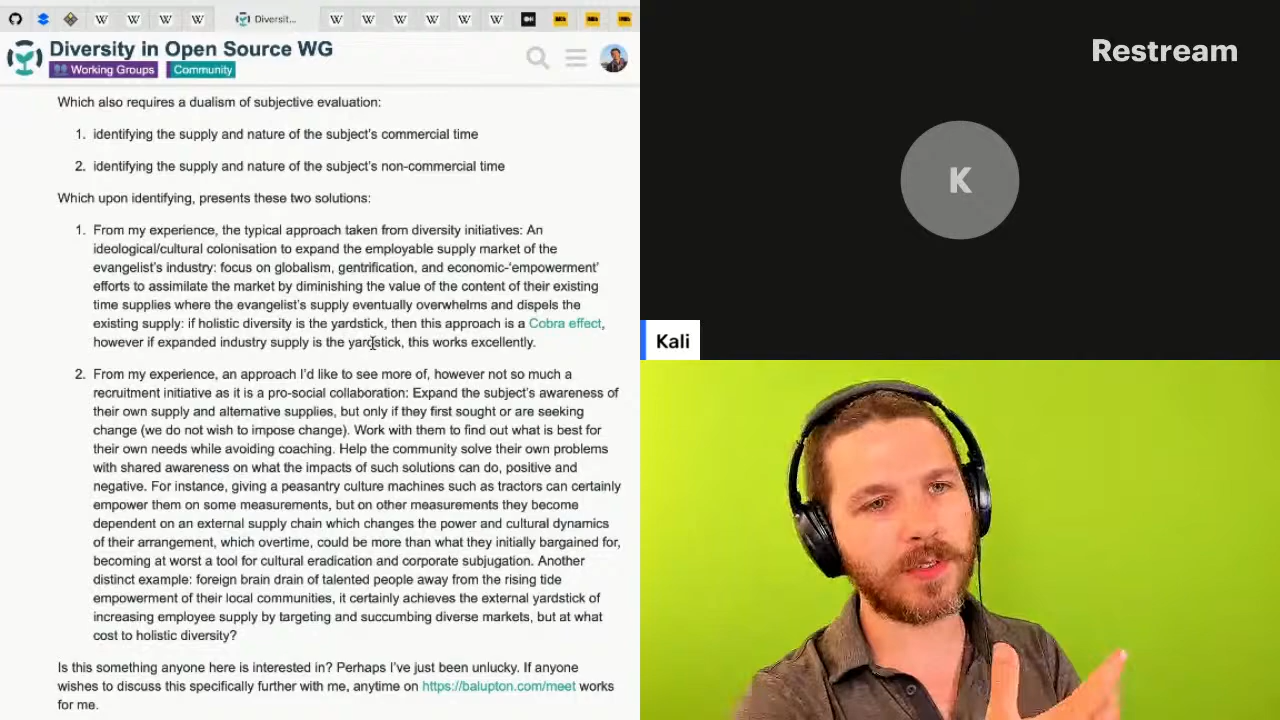 Diversit...
Diversity in Open Source WG
Working Groups
Community
Which also requires a dualism of subjective evaluation:
1. identifying the supply and nature of the subject's commercial time
2. identifying the supply and nature of the subject's non-commercial time
Which upon identifying, presents these two solutions:
1. From my experience, the typical approach taken from diversity initiatives: An
ideological/cultural colonisation to expand the employable supply market of the
evangelist's industry: focus on globalism, gentrification, and economic-'empowerment'
efforts to assimilate the market by diminishing the value of the content of their existing
time supplies where the evangelist's supply eventually overwhelms and dispels the
existing supply: if holistic diversity is the yardstick, then this approach is a Cobra effect,
however if expanded industry supply is the yardstick, this works excellently.
2. From my experience, an approach I'd like to see more of, however not so much a
recruitment initiative as it is a pro-social collaboration: Expand the subject's awareness of
their own supply and alternative supplies, but only if they first sought or are seeking
change (we do not wish to impose change). Work with them to find out what is best for
their own needs while avoiding coaching. Help the community solve their own problems
with shared awareness on what the impacts of such solutions can do, positive and
negative. For instance, giving a peasantry culture machines such as tractors can certainly
empower them on some measurements, but on other measurements they become
dependent on an external supply chain which changes the power and cultural dynamics
of their arrangement, which overtime, could be more than what they initially bargained for,
becoming at worst a tool for cultural eradication and corporate subjugation. Another
distinct example: foreign brain drain of talented people away from the rising tide
empowerment of their local communities, it certainly achieves the external yardstick of
increasing employee supply by targeting and succumbing diverse markets, but at what
cost to holistic diversity?
Is this something anyone here is interested in? Perhaps I've just been unlucky. If anyone
wishes to discuss this specifically further with me, anytime on https://balupton.com/meet works
for me.
Restream
K
Kali